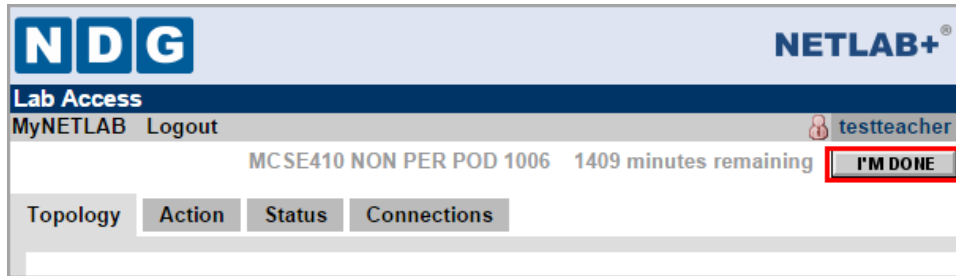 NDG NETLAB+®
Lab Access
MyNETLAB Logout testteacher
MCSE410 NON PER POD 1006 1409 minutes remaining I'M DONE
Topology Action Status Connections